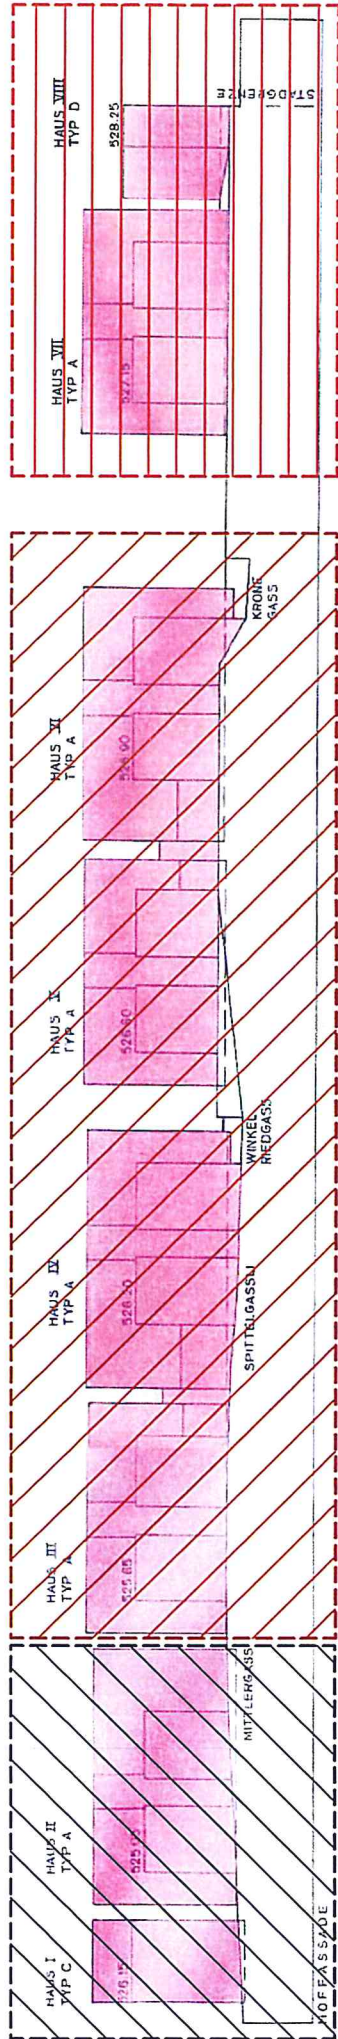 HAUS I
TYP C
526.15
HAUS II
TYP A
525.05
HAUS III
TYP A
525.65
HAUS IV
TYP A
526.20
HAUS V
TYP A
526.60
HAUS VI
TYP A
526.90
HAUS VII
TYP A
527.15
HAUS VIII
TYP D
528.25
HOFFASSADE
MITTLERGASS
SPITTELGASSLI
WINKEL
RIEDGASS
KRONE
GASS
STADGRENZE